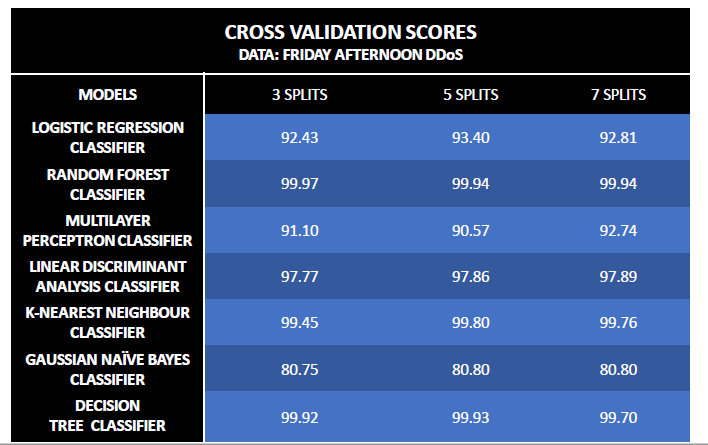 CROSS VALIDATION SCORES
DATA: FRIDAY AFTERNOON DDoS
MODELS 3 SPLITS 5 SPLITS 7 SPLITS
LOGISTIC REGRESSION
CLASSIFIER 92.43 93.40 92.81
RANDOM FOREST
CLASSIFIER 99.97 99.94 99.94
MULTILAYER
PERCEPTRON CLASSIFIER 91.10 90.57 92.74
LINEAR DISCRIMINANT
ANALYSIS CLASSIFIER 97.77 97.86 97.89
K-NEAREST NEIGHBOUR
CLASSIFIER 99.45 99.80 99.76
GAUSSIAN NAÏVE BAYES
CLASSIFIER 80.75 80.80 80.80
DECISION
TREE CLASSIFIER 99.92 99.93 99.70